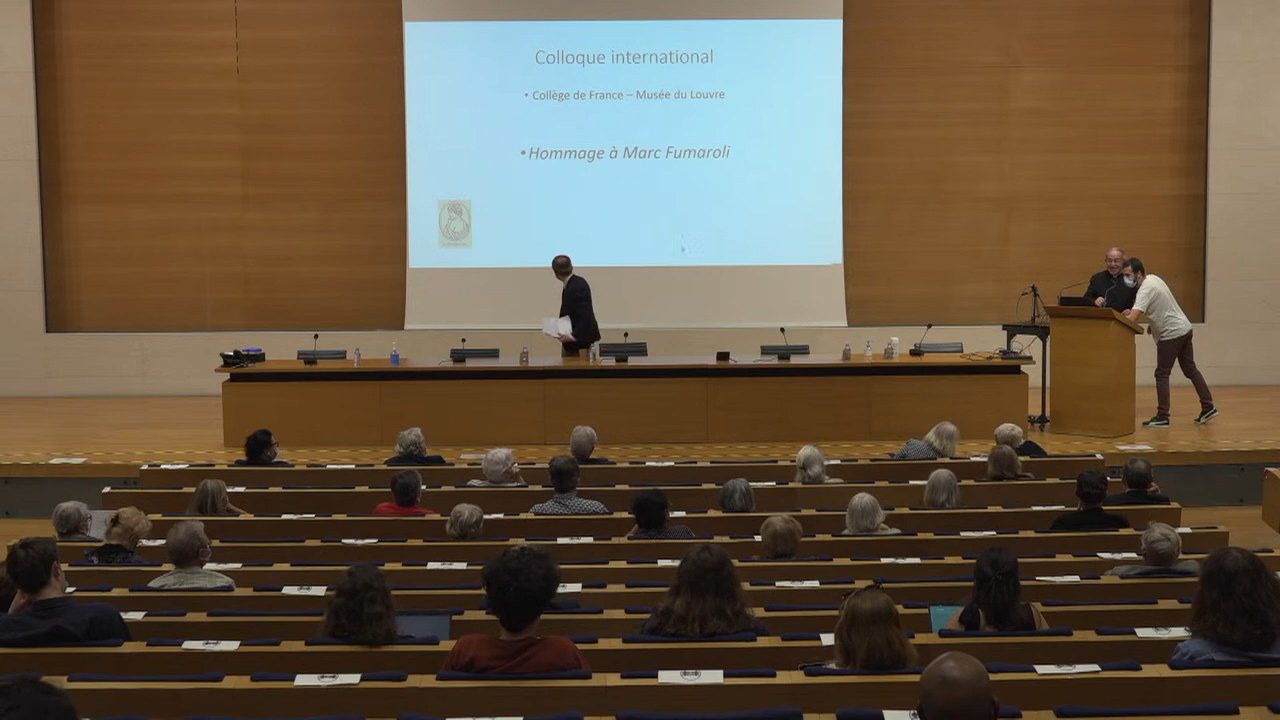 Colloque international
• Collège de France – Musée du Louvre
• Hommage à Marc Fumaroli